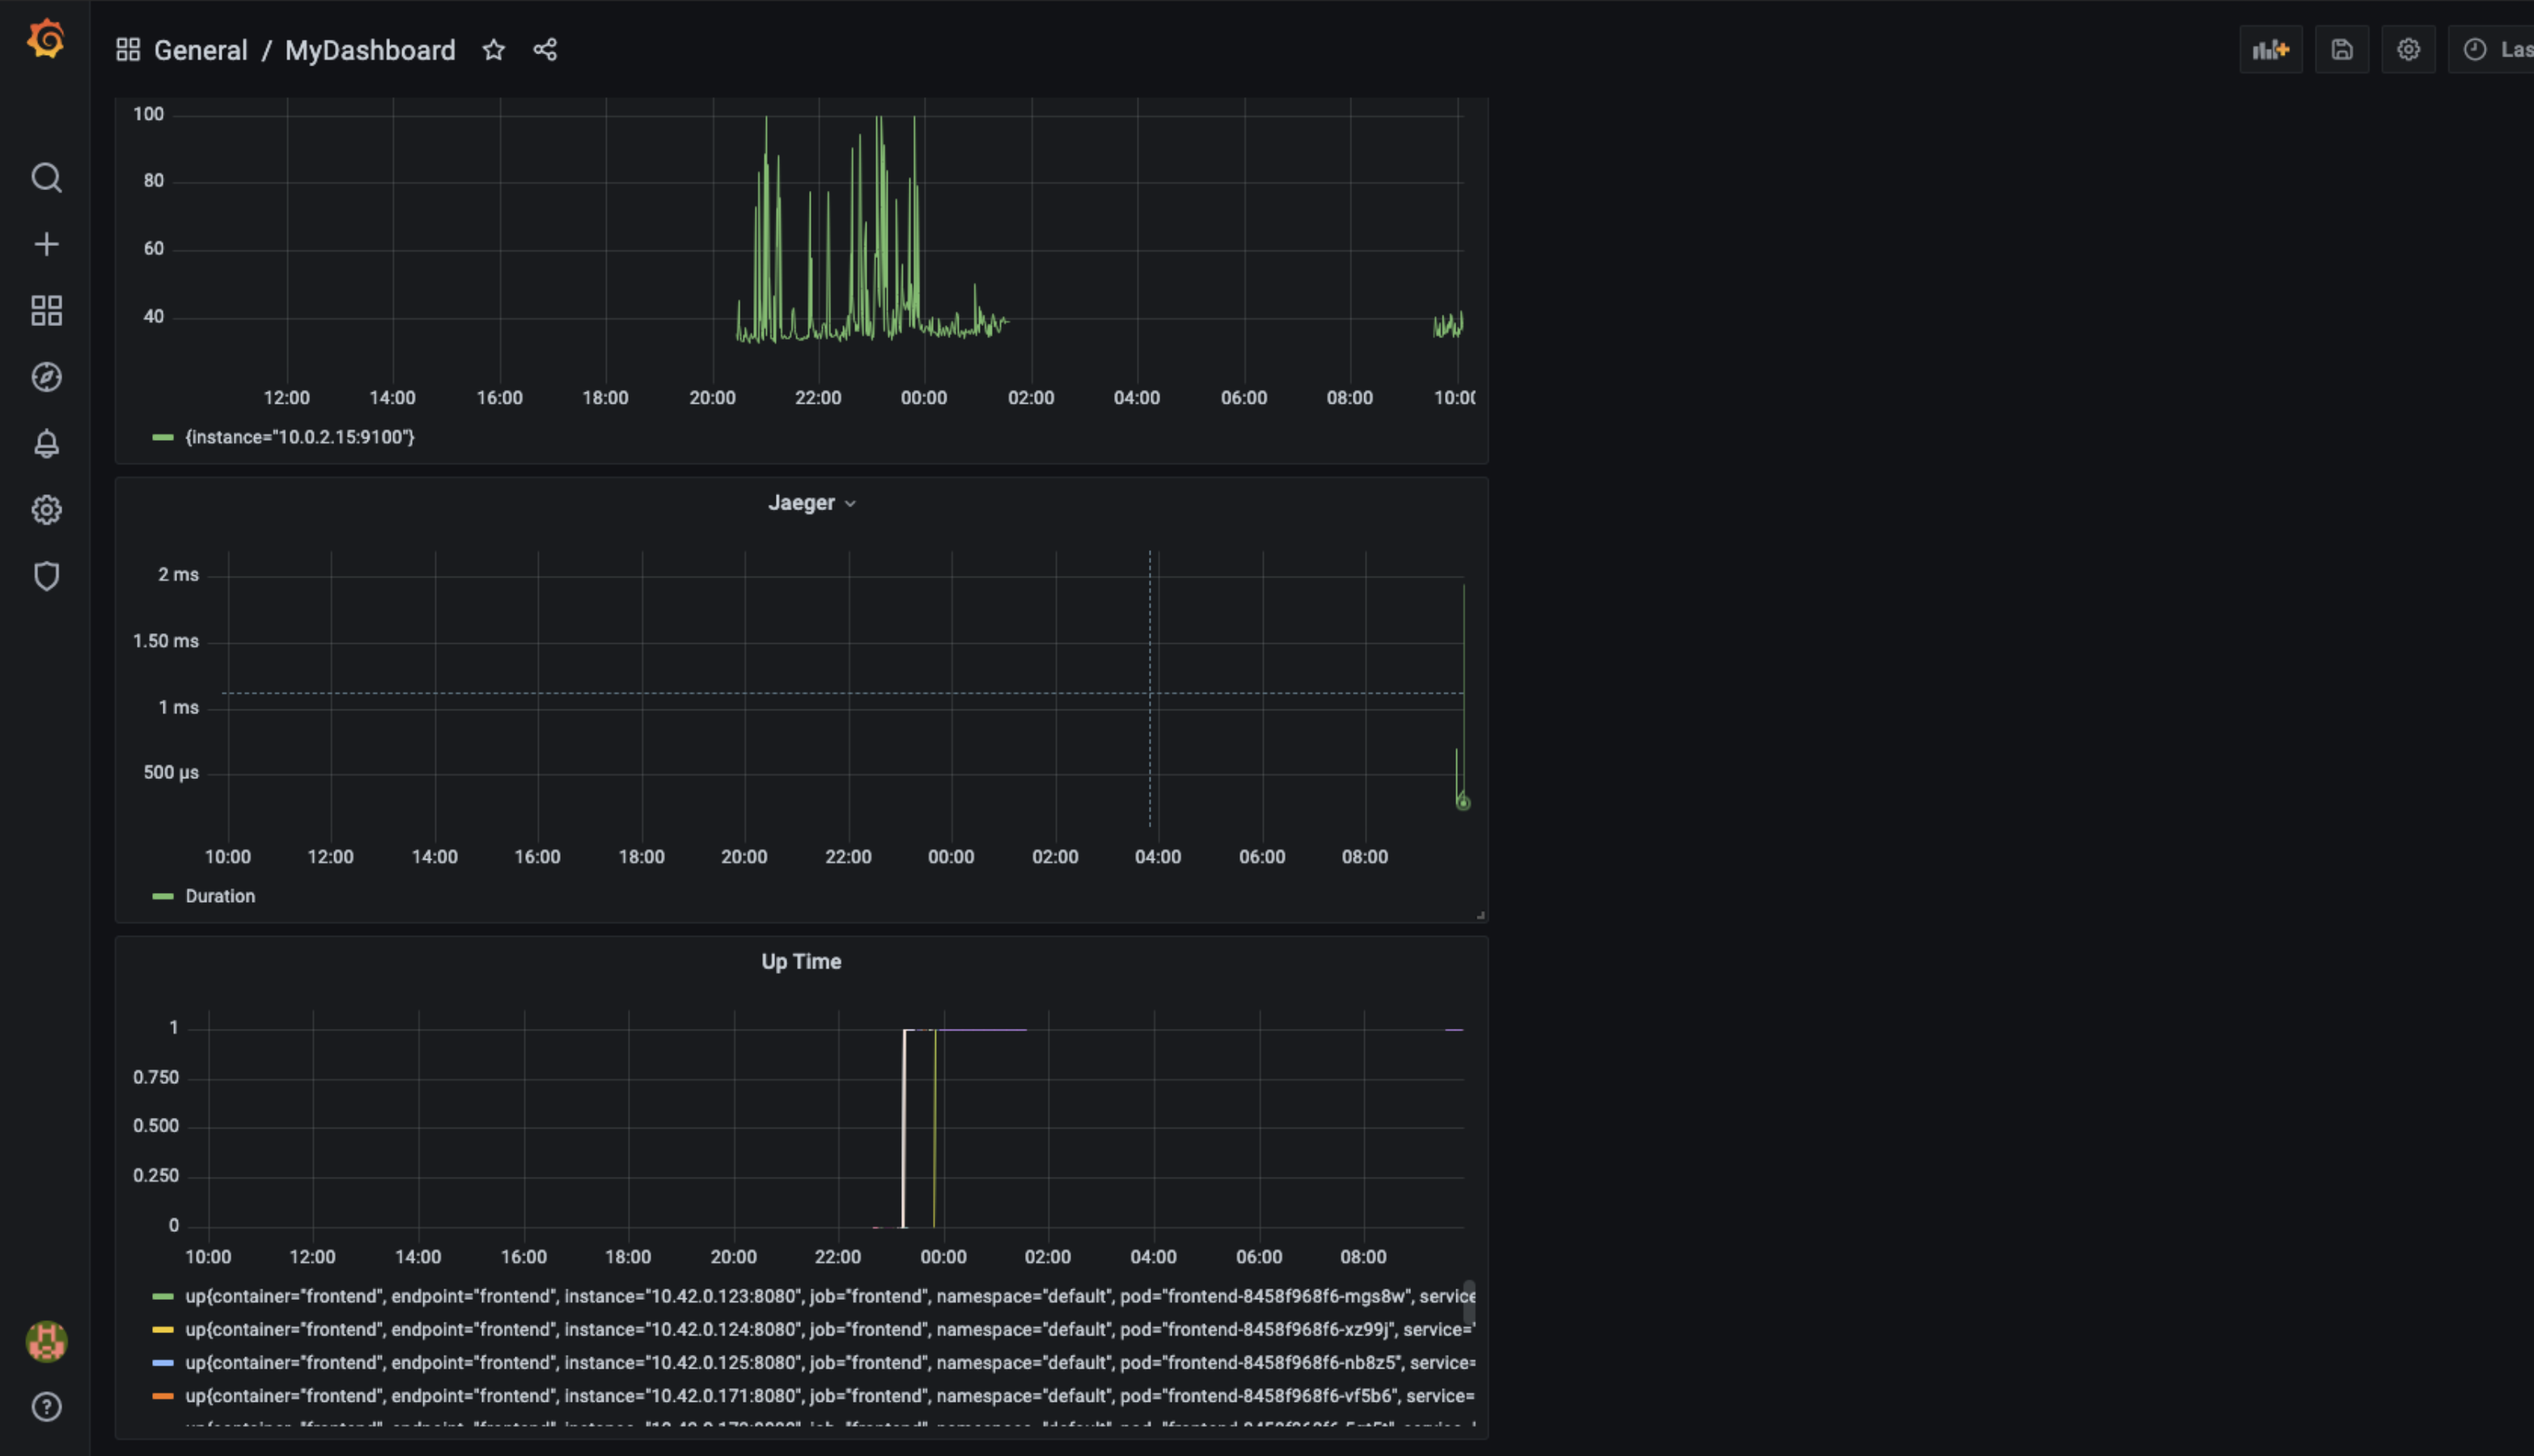 General / MyDashboard
Las
100
80
60
40
12:00 14:00 16:00 18:00 20:00 22:00 00:00 02:00 04:00 06:00 08:00 10:00
{instance="10.0.2.15:9100"}
Jaeger
2 ms
1.50 ms
1 ms
500 µs
10:00 12:00 14:00 16:00 18:00 20:00 22:00 00:00 02:00 04:00 06:00 08:00
Duration
Up Time
1
0.750
0.500
0.250
0
10:00 12:00 14:00 16:00 18:00 20:00 22:00 00:00 02:00 04:00 06:00 08:00
up{container="frontend", endpoint="frontend", instance="10.42.0.123:8080", job="frontend", namespace="default", pod="frontend-8458f968f6-mgs8w", service
up{container="frontend", endpoint="frontend", instance="10.42.0.124:8080", job="frontend", namespace="default", pod="frontend-8458f968f6-xz99j", service="
up{container="frontend", endpoint="frontend", instance="10.42.0.125:8080", job="frontend", namespace="default", pod="frontend-8458f968f6-nb8z5", service=
up{container="frontend", endpoint="frontend", instance="10.42.0.171:8080", job="frontend", namespace="default", pod="frontend-8458f968f6-vf5b6", service=